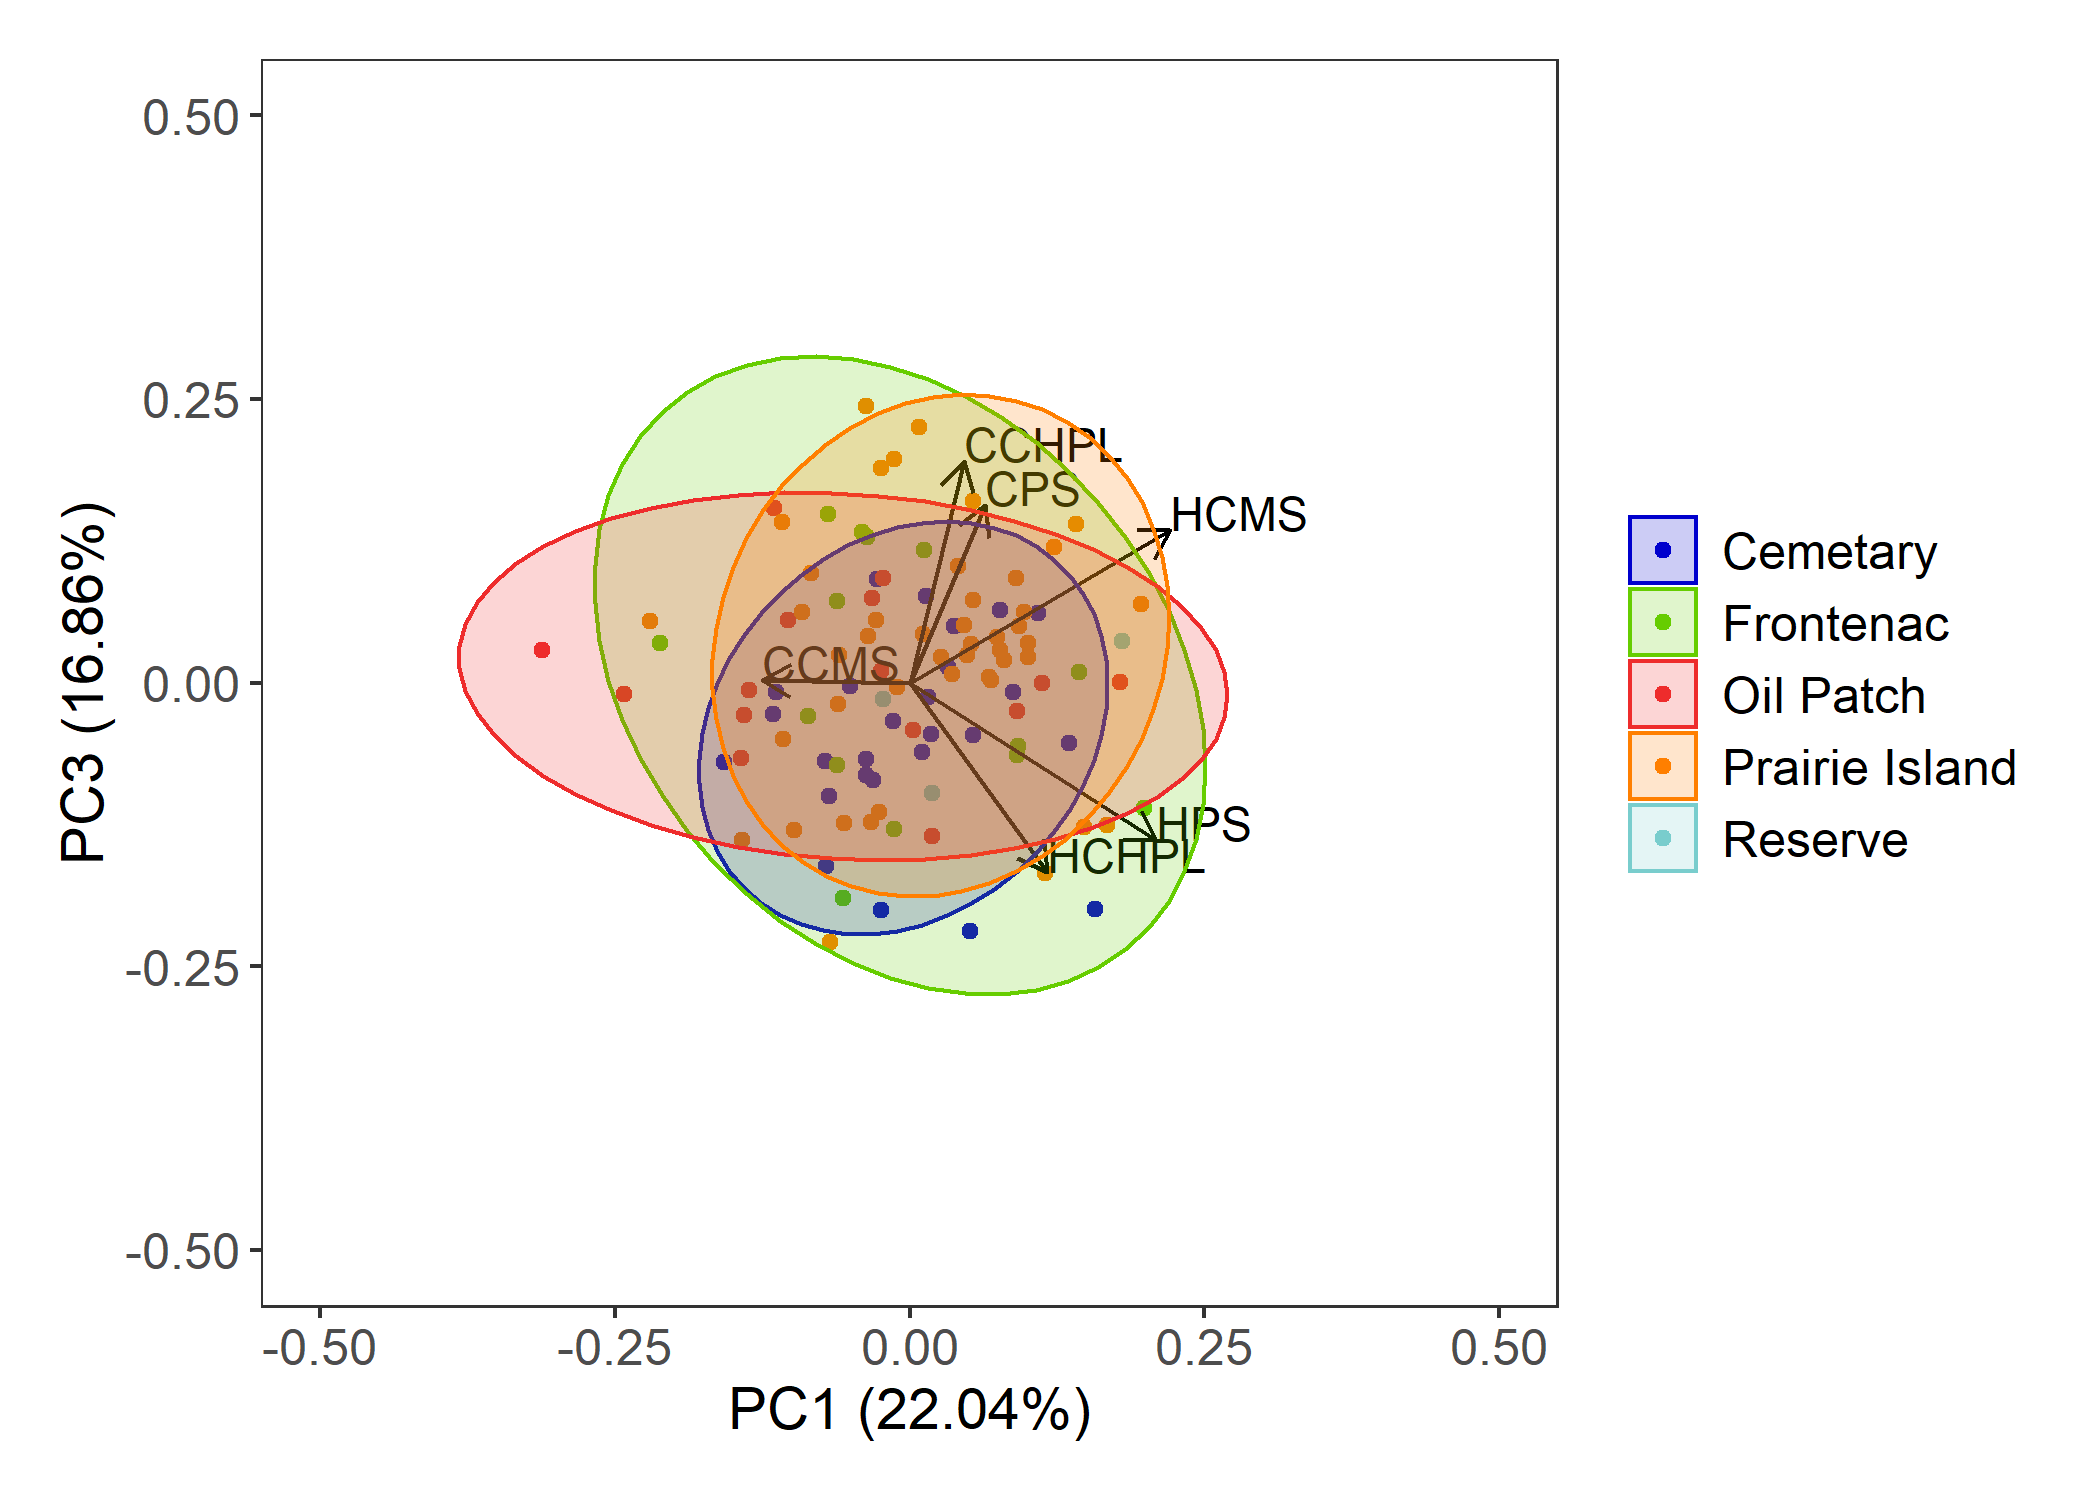 0.50
0.25
0.00
-0.25
-0.50
PC3 (16.86%)
CCHPL
CPS
HCMS
CCMS
HPS
HCHPL
-0.50 -0.25 0.00 0.25 0.50
PC1 (22.04%)
Cemetary
Frontenac
Oil Patch
Prairie Island
Reserve